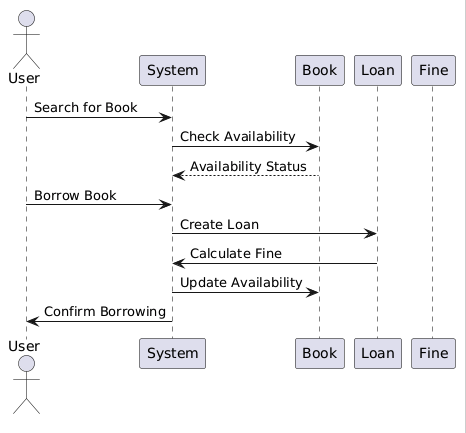 User
System
Book
Loan
Fine
Search for Book
Check Availability
Availability Status
Borrow Book
Create Loan
Calculate Fine
Update Availability
Confirm Borrowing
User
System
Book
Loan
Fine